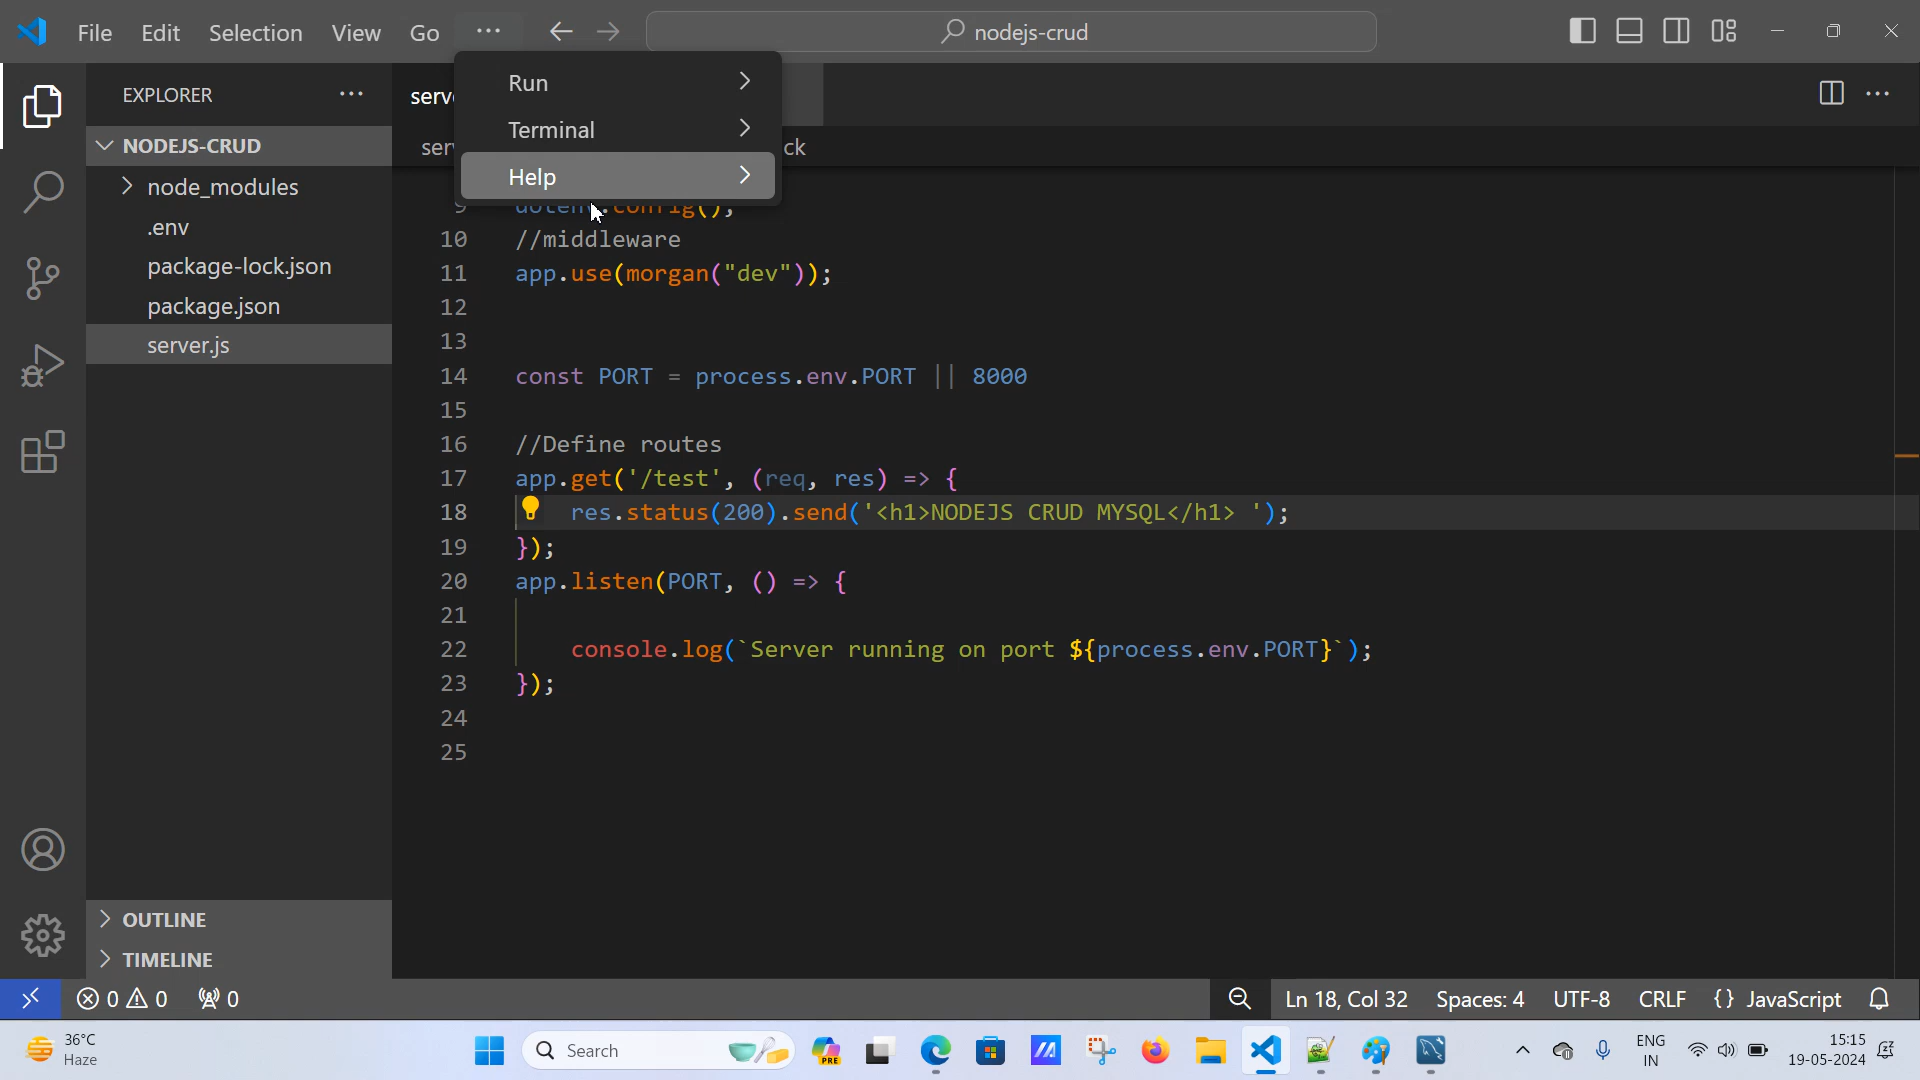 File Edit Selection View Go ··· nodejs-crud
Run
Terminal
Help
EXPLORER ···
NODEJS-CRUD
node_modules
.env
package-lock.json
package.json
server.js
OUTLINE
TIMELINE
ck
9 dotenv.config();
10 //middleware
11 app.use(morgan("dev"));
12
13
14 const PORT = process.env.PORT || 8000
15
16 //Define routes
17 app.get('/test', (req, res) => {
18 res.status(200).send('<h1>NODEJS CRUD MYSQL</h1> ');
19 });
20 app.listen(PORT, () => {
21
22 console.log(`Server running on port ${process.env.PORT}`);
23 });
24
25
0 0 0 Ln 18, Col 32 Spaces: 4 UTF-8 CRLF {} JavaScript
36°C
Haze
Search
PRE
ENG
IN
15:15
19-05-2024